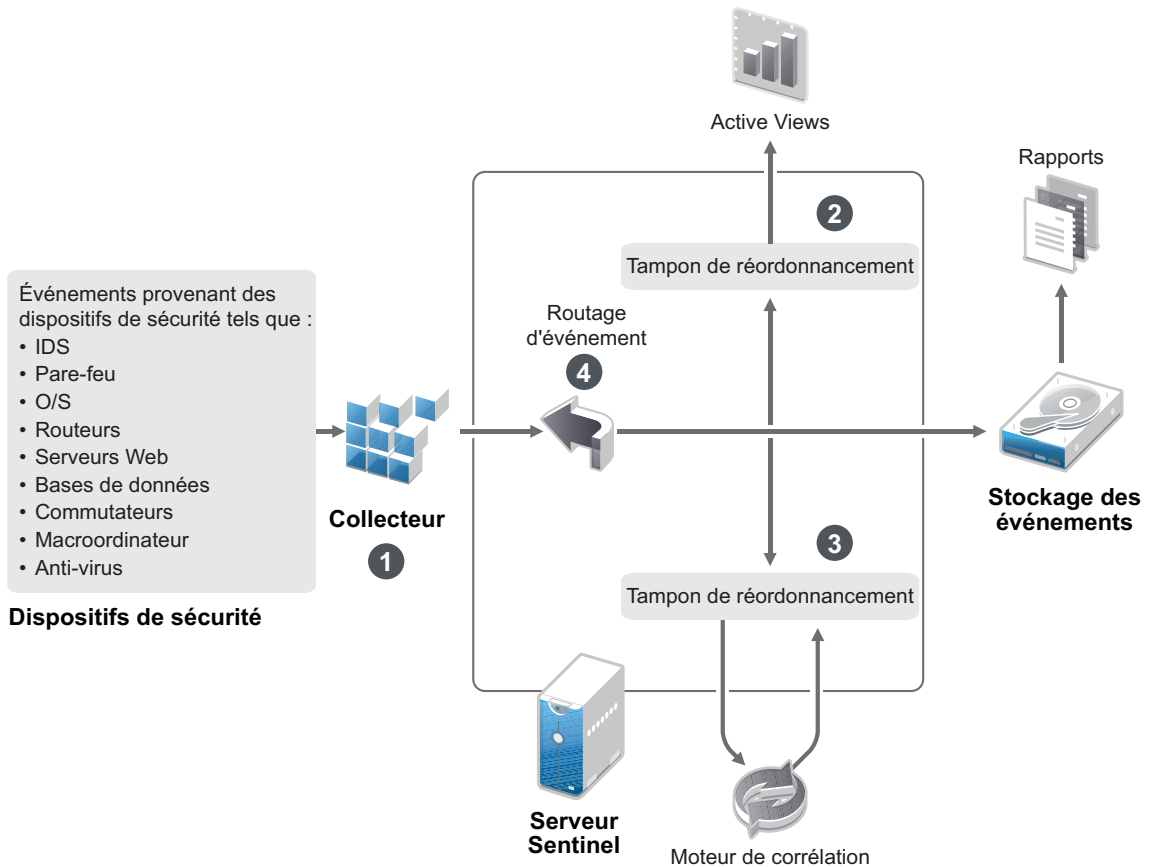 Active Views
Rapports
2
Tampon de réordonnancement
Événements provenant des
dispositifs de sécurité tels que :
• IDS
• Pare-feu
• O/S
• Routeurs
• Serveurs Web
• Bases de données
• Commutateurs
• Macroordinateur
• Anti-virus
Dispositifs de sécurité
Routage
d'événement
4
Collecteur
1
Stockage des
événements
3
Tampon de réordonnancement
Serveur
Sentinel
Moteur de corrélation